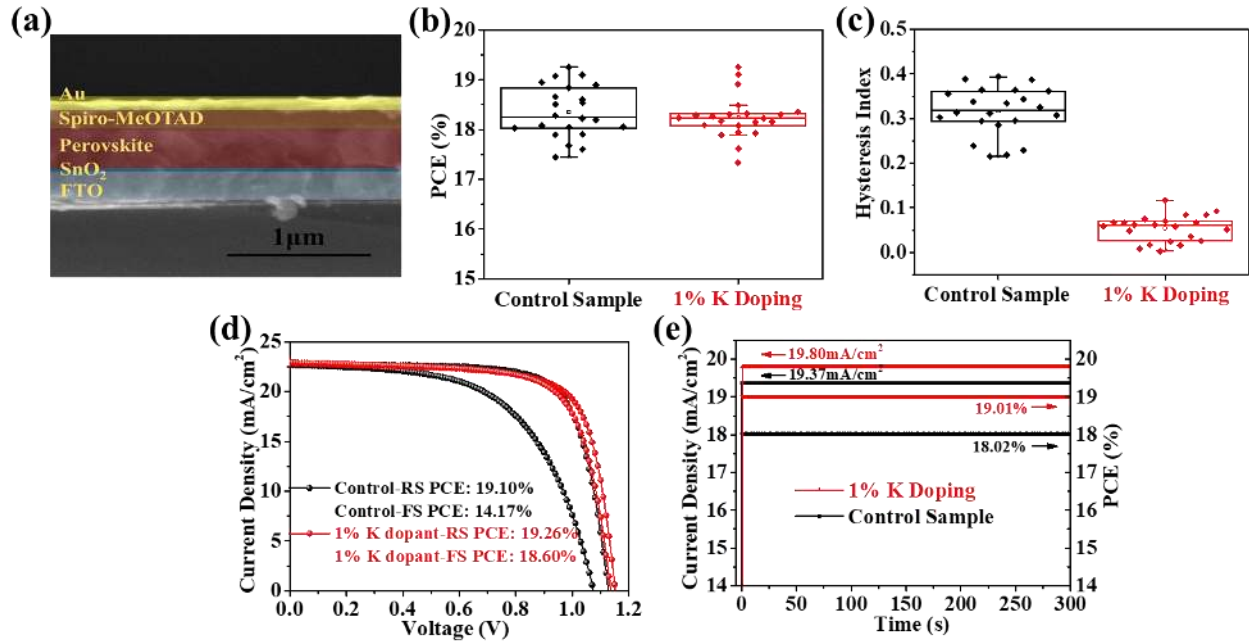 (a)
Au
Spiro-MeOTAD
Perovskite
SnO₂
FTO
1μm
(b)
PCE (%)
19
18
17
16
15
Control Sample
1% K Doping
(c)
Hysteresis Index
0.5
0.4
0.3
0.2
0.1
0.0
Control Sample
1% K Doping
(d)
Current Density (mA/cm²)
25
20
15
10
5
0
Control-RS PCE: 19.10%
Control-FS PCE: 14.17%
1% K dopant-RS PCE: 19.26%
1% K dopant-FS PCE: 18.60%
0.0 0.2 0.4 0.6 0.8 1.0 1.2
Voltage (V)
(e)
Current Density (mA/cm²)
20
19
18
17
16
15
14
19.80mA/cm²
19.37mA/cm²
19.01%
18.02%
1% K Doping
Control Sample
20
19
18
17
16
15
14
PCE (%)
0 50 100 150 200 250 300
Time (s)